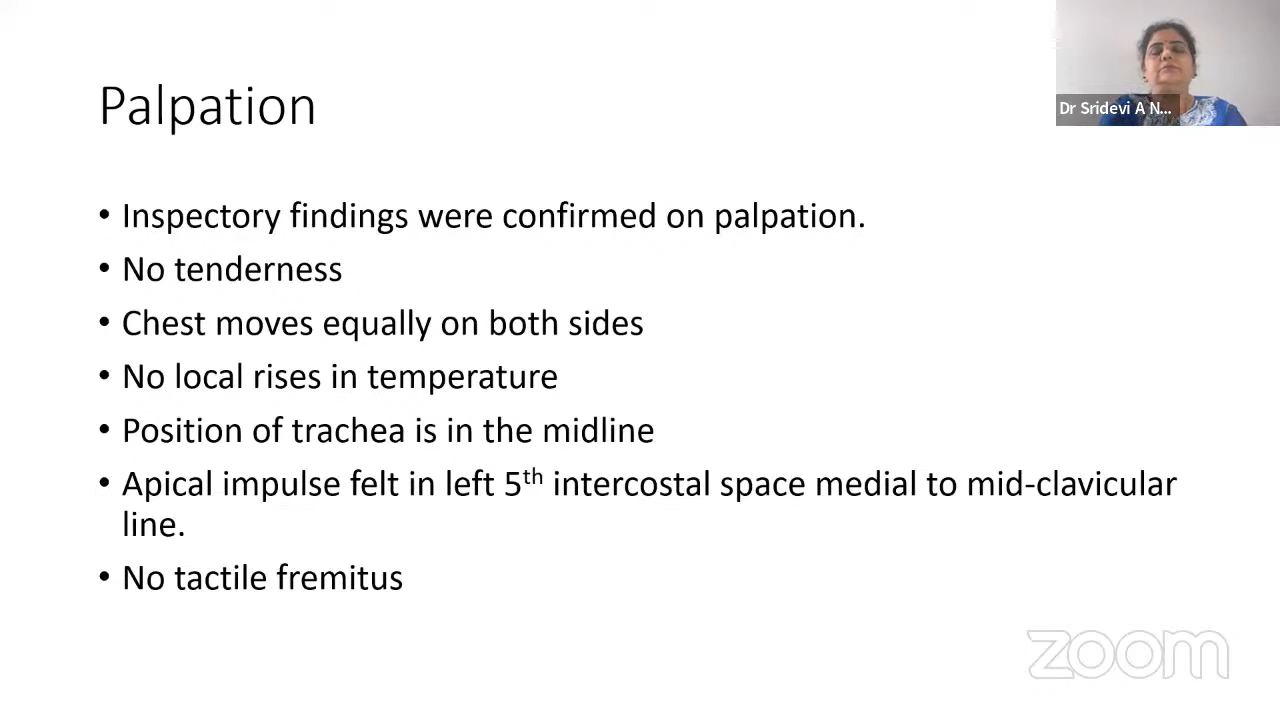 Dr Sridevi A N...
Palpation
• Inspectory findings were confirmed on palpation.
• No tenderness
• Chest moves equally on both sides
• No local rises in temperature
• Position of trachea is in the midline
• Apical impulse felt in left 5th intercostal space medial to mid-clavicular
line.
• No tactile fremitus
zoom